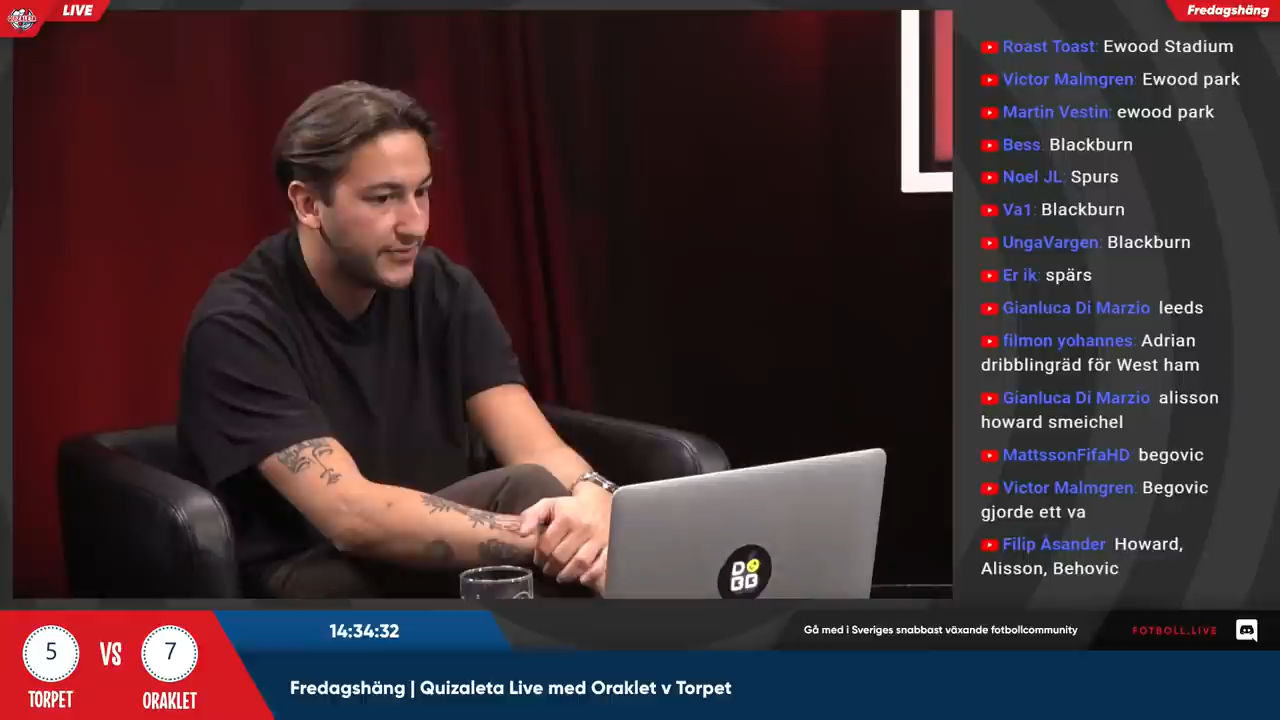 QUIZALETA
LIVE
Fredagshäng
Roast Toast: Ewood Stadium
Victor Malmgren: Ewood park
Martin Vestin: ewood park
Bess: Blackburn
Noel JL: Spurs
Va1: Blackburn
UngaVargen: Blackburn
Er ik: spärs
Gianluca Di Marzio leeds
filmon yohannes: Adrian
dribblingräd för West ham
Gianluca Di Marzio alisson
howard smeichel
MattssonFifaHD begovic
Victor Malmgren: Begovic
gjorde ett va
Filip Åsander Howard,
Alisson, Behovic
14:34:32
Gå med i Sveriges snabbast växande fotbollcommunity
FOTBOLL.LIVE
5 VS 7
TORPET ORAKLET
Fredagshäng | Quizaleta Live med Oraklet v Torpet